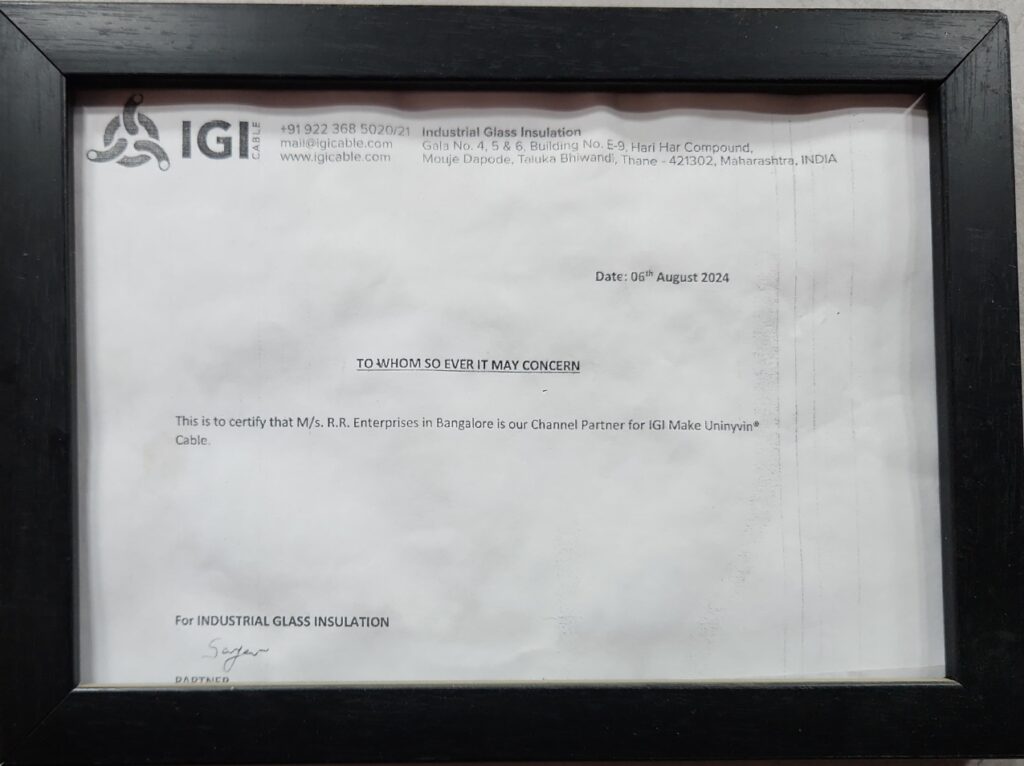 IGI CABLE
+91 922 368 5020/21
mail@igicable.com
www.igicable.com
Industrial Glass Insulation
Gala No. 4, 5 & 6, Building No. E-9, Hari Har Compound,
Mouje Dapode, Taluka Bhiwandi, Thane - 421302, Maharashtra, INDIA
Date: 06th August 2024
TO WHOM SO EVER IT MAY CONCERN
This is to certify that M/s. R.R. Enterprises in Bangalore is our Channel Partner for IGI Make Uninyvin®
Cable.
For INDUSTRIAL GLASS INSULATION
PARTNER